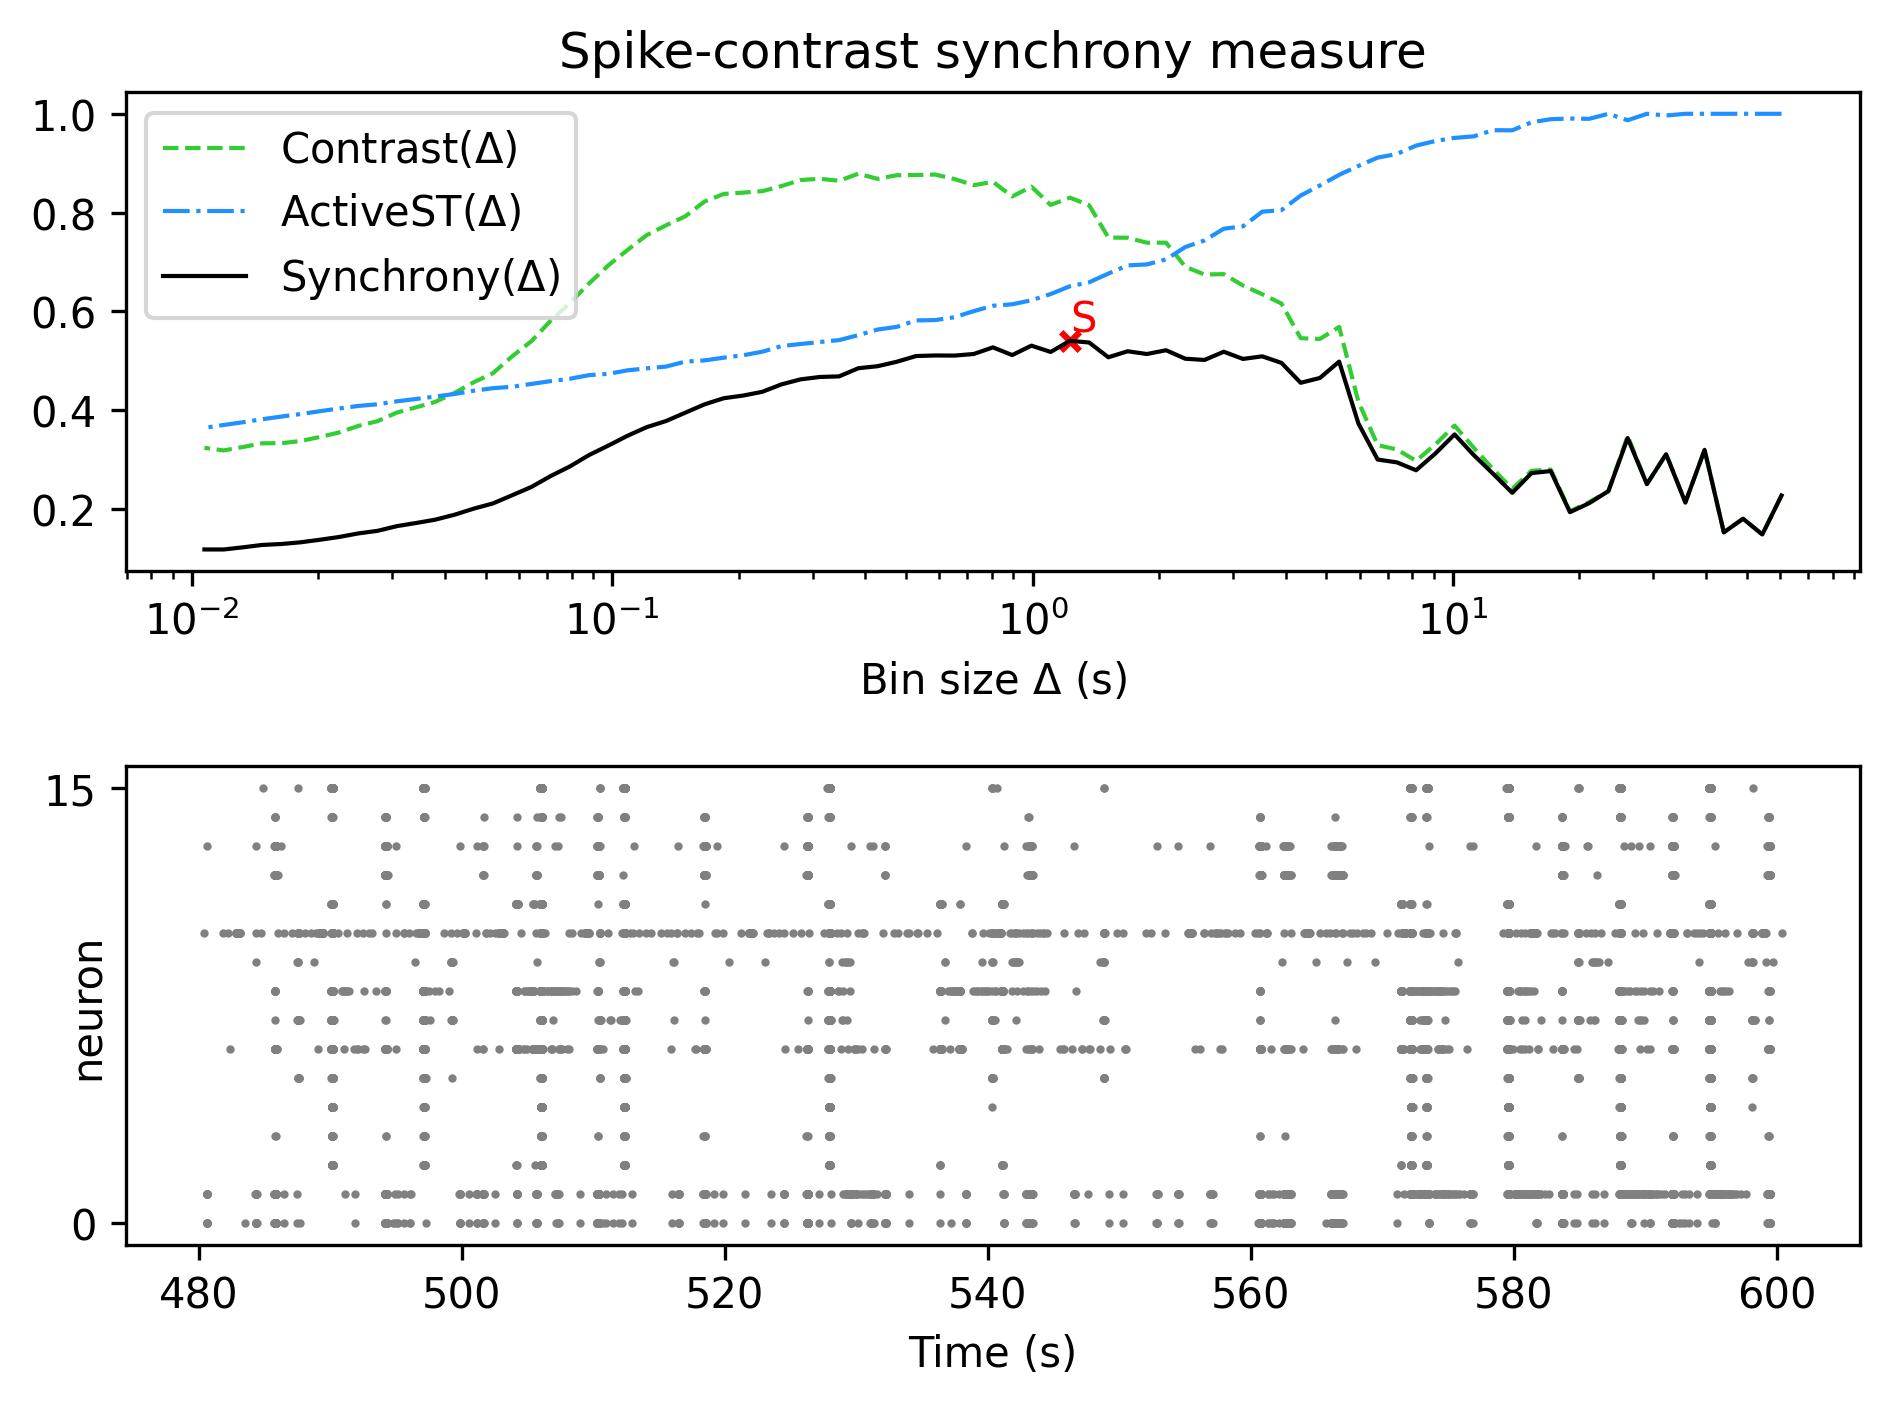 Spike-contrast synchrony measure
1.0
0.8
0.6
0.4
0.2
Contrast(Δ)
ActiveST(Δ)
Synchrony(Δ)
S
10⁻² 10⁻¹ 10⁰ 10¹
Bin size Δ (s)
15
neuron
0
480 500 520 540 560 580 600
Time (s)